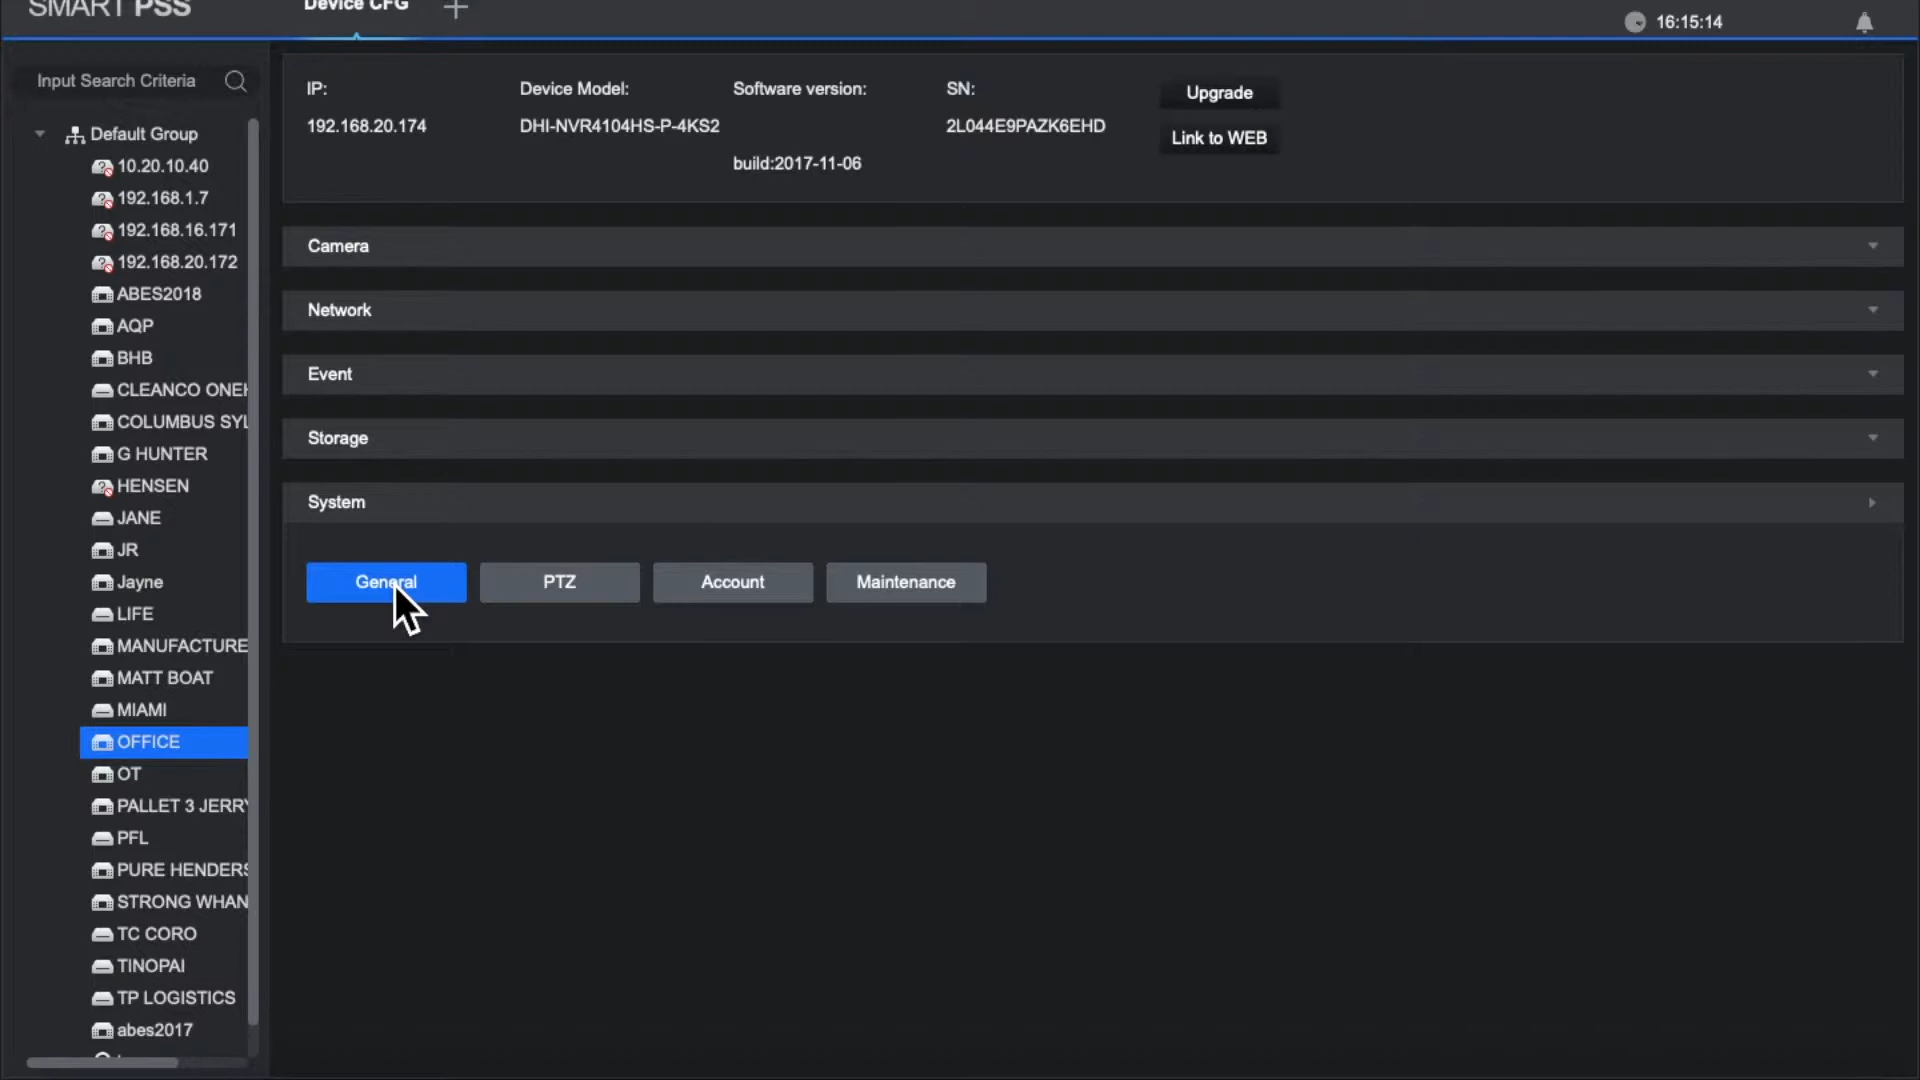 SMART PSS
Device CFG
16:15:14
Input Search Criteria
Default Group
10.20.10.40
192.168.1.7
192.168.16.171
192.168.20.172
ABES2018
AQP
BHB
CLEANCO ONEH
COLUMBUS SYL
G HUNTER
HENSEN
JANE
JR
Jayne
LIFE
MANUFACTURE
MATT BOAT
MIAMI
OFFICE
OT
PALLET 3 JERRY
PFL
PURE HENDERS
STRONG WHAN
TC CORO
TINOPAI
TP LOGISTICS
abes2017
IP:
192.168.20.174
Device Model:
DHI-NVR4104HS-P-4KS2
Software version:
build:2017-11-06
SN:
2L044E9PAZK6EHD
Upgrade
Link to WEB
Camera
Network
Event
Storage
System
General
PTZ
Account
Maintenance